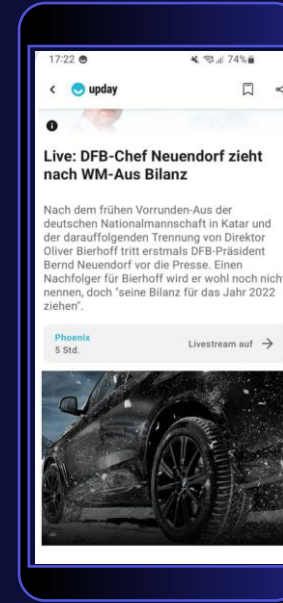 17:22 74%
upday
Live: DFB-Chef Neuendorf zieht
nach WM-Aus Bilanz
Nach dem frühen Vorrunden-Aus der
deutschen Nationalmannschaft in Katar und
der darauffolgenden Trennung von Direktor
Oliver Bierhoff tritt erstmals DFB-Präsident
Bernd Neuendorf vor die Presse. Einen
Nachfolger für Bierhoff wird er wohl noch nicht
nennen, doch "seine Bilanz für das Jahr 2022
ziehen".
Phoenix
5 Std.
Livestream auf →